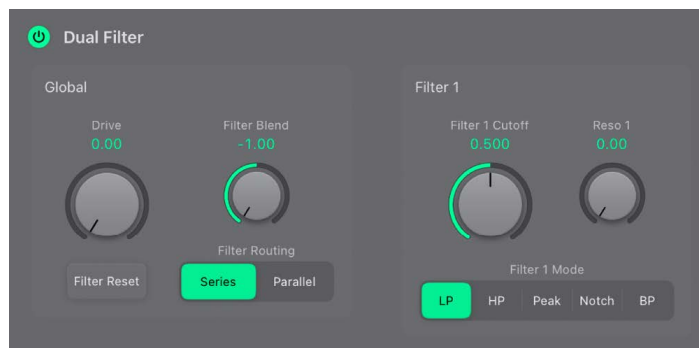 Dual Filter
Global
Drive
0.00
Filter Blend
-1.00
Filter Reset
Filter Routing
Series
Parallel
Filter 1
Filter 1 Cutoff
0.500
Reso 1
0.00
Filter 1 Mode
LP
HP
Peak
Notch
BP